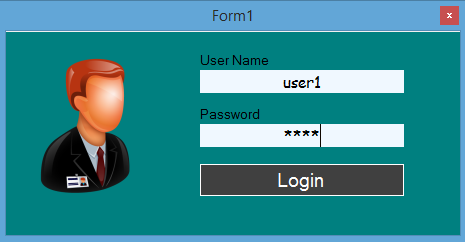 Form1
x
User Name
user1
Password
****
Login